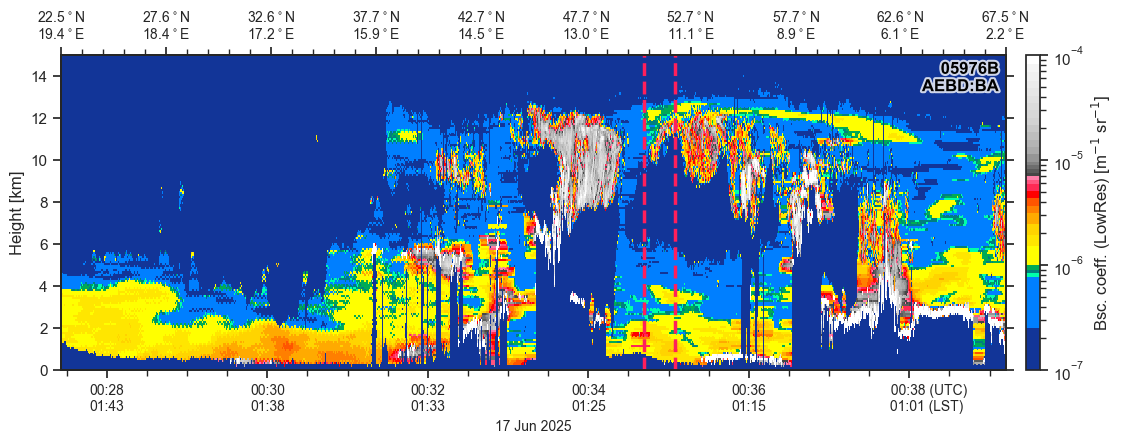 22.5°N 27.6°N 32.6°N 37.7°N 42.7°N 47.7°N 52.7°N 57.7°N 62.6°N 67.5°N
19.4°E 18.4°E 17.2°E 15.9°E 14.5°E 13.0°E 11.1°E 8.9°E 6.1°E 2.2°E
05976B
AEBD:BA
14
12
10
8
6
4
2
0
Height [km]
10⁻⁴
10⁻⁵
10⁻⁶
10⁻⁷
Bsc. coeff. (LowRes) [m⁻¹ sr⁻¹]
00:28 00:30 00:32 00:34 00:36 00:38 (UTC)
01:43 01:38 01:33 01:25 01:15 01:01 (LST)
17 Jun 2025